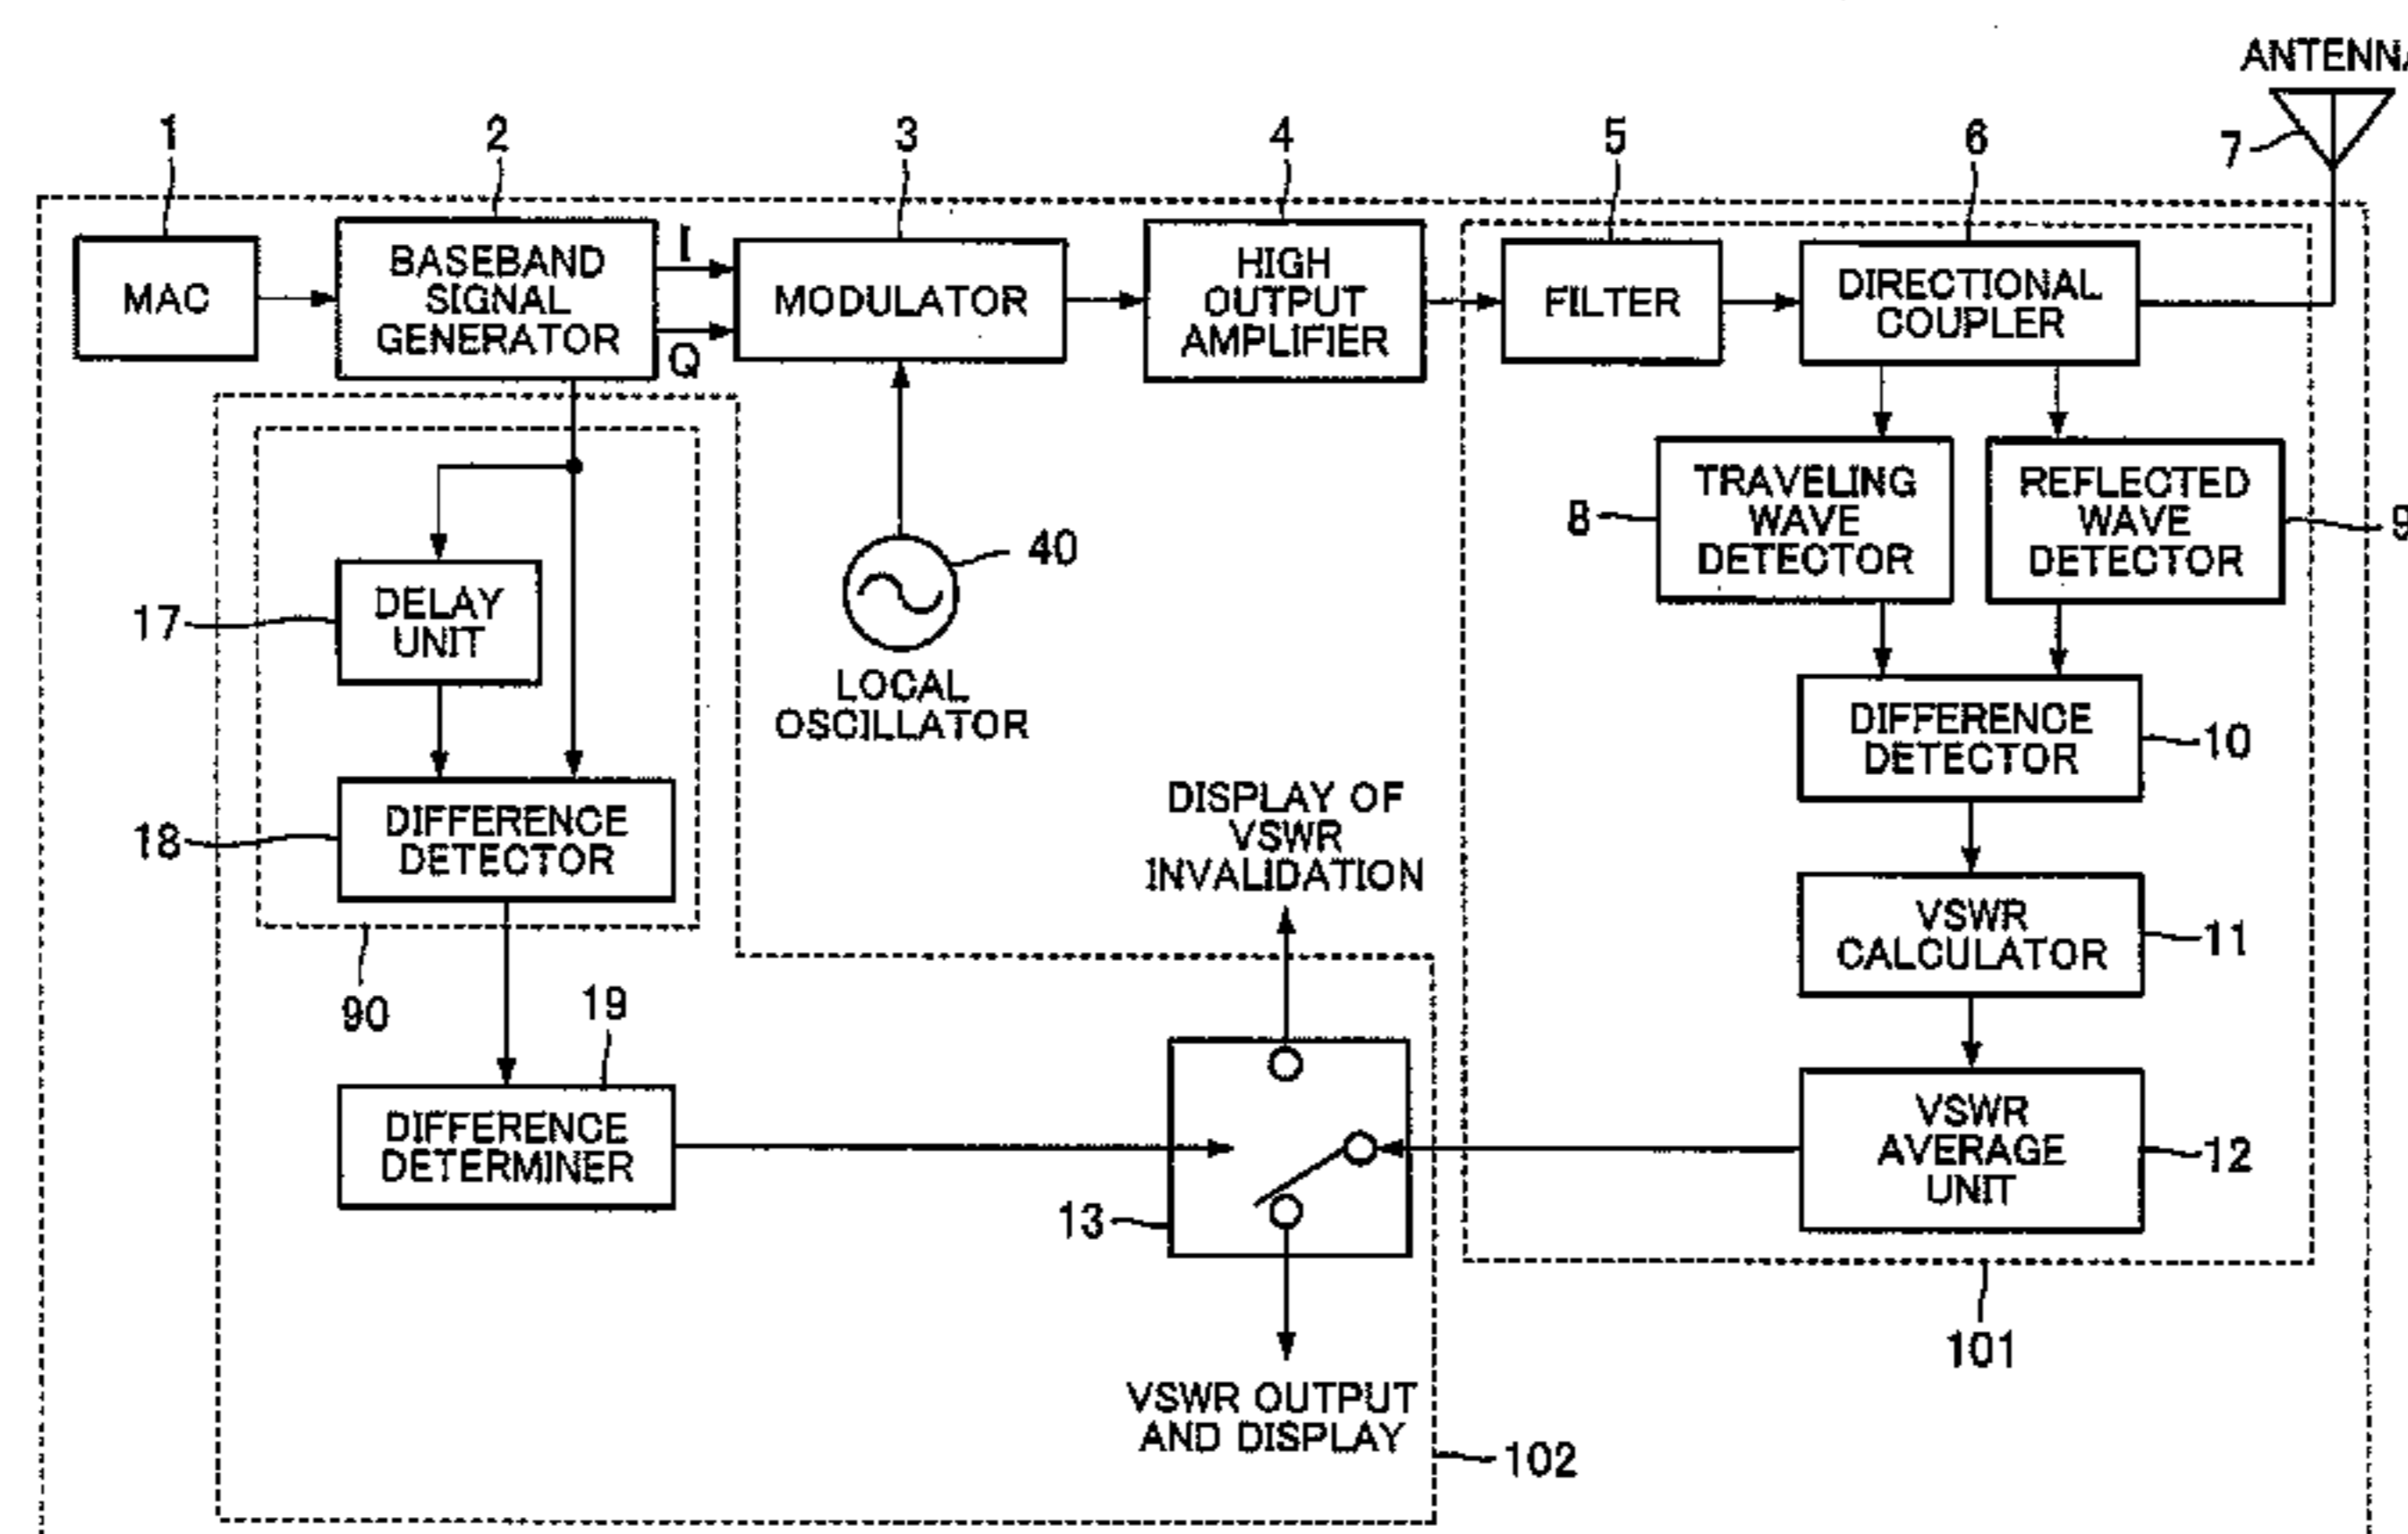 ANTENNA
1
2
3
4
5
6
7
MAC
BASEBAND
SIGNAL
GENERATOR
I
Q
MODULATOR
HIGH
OUTPUT
AMPLIFIER
FILTER
DIRECTIONAL
COUPLER
8
TRAVELING
WAVE
DETECTOR
REFLECTED
WAVE
DETECTOR
9
40
LOCAL
OSCILLATOR
17
DELAY
UNIT
DIFFERENCE
DETECTOR
10
18
DIFFERENCE
DETECTOR
DISPLAY OF
VSWR
INVALIDATION
VSWR
CALCULATOR
11
90
19
DIFFERENCE
DETERMINER
13
VSWR
AVERAGE
UNIT
12
101
VSWR OUTPUT
AND DISPLAY
102